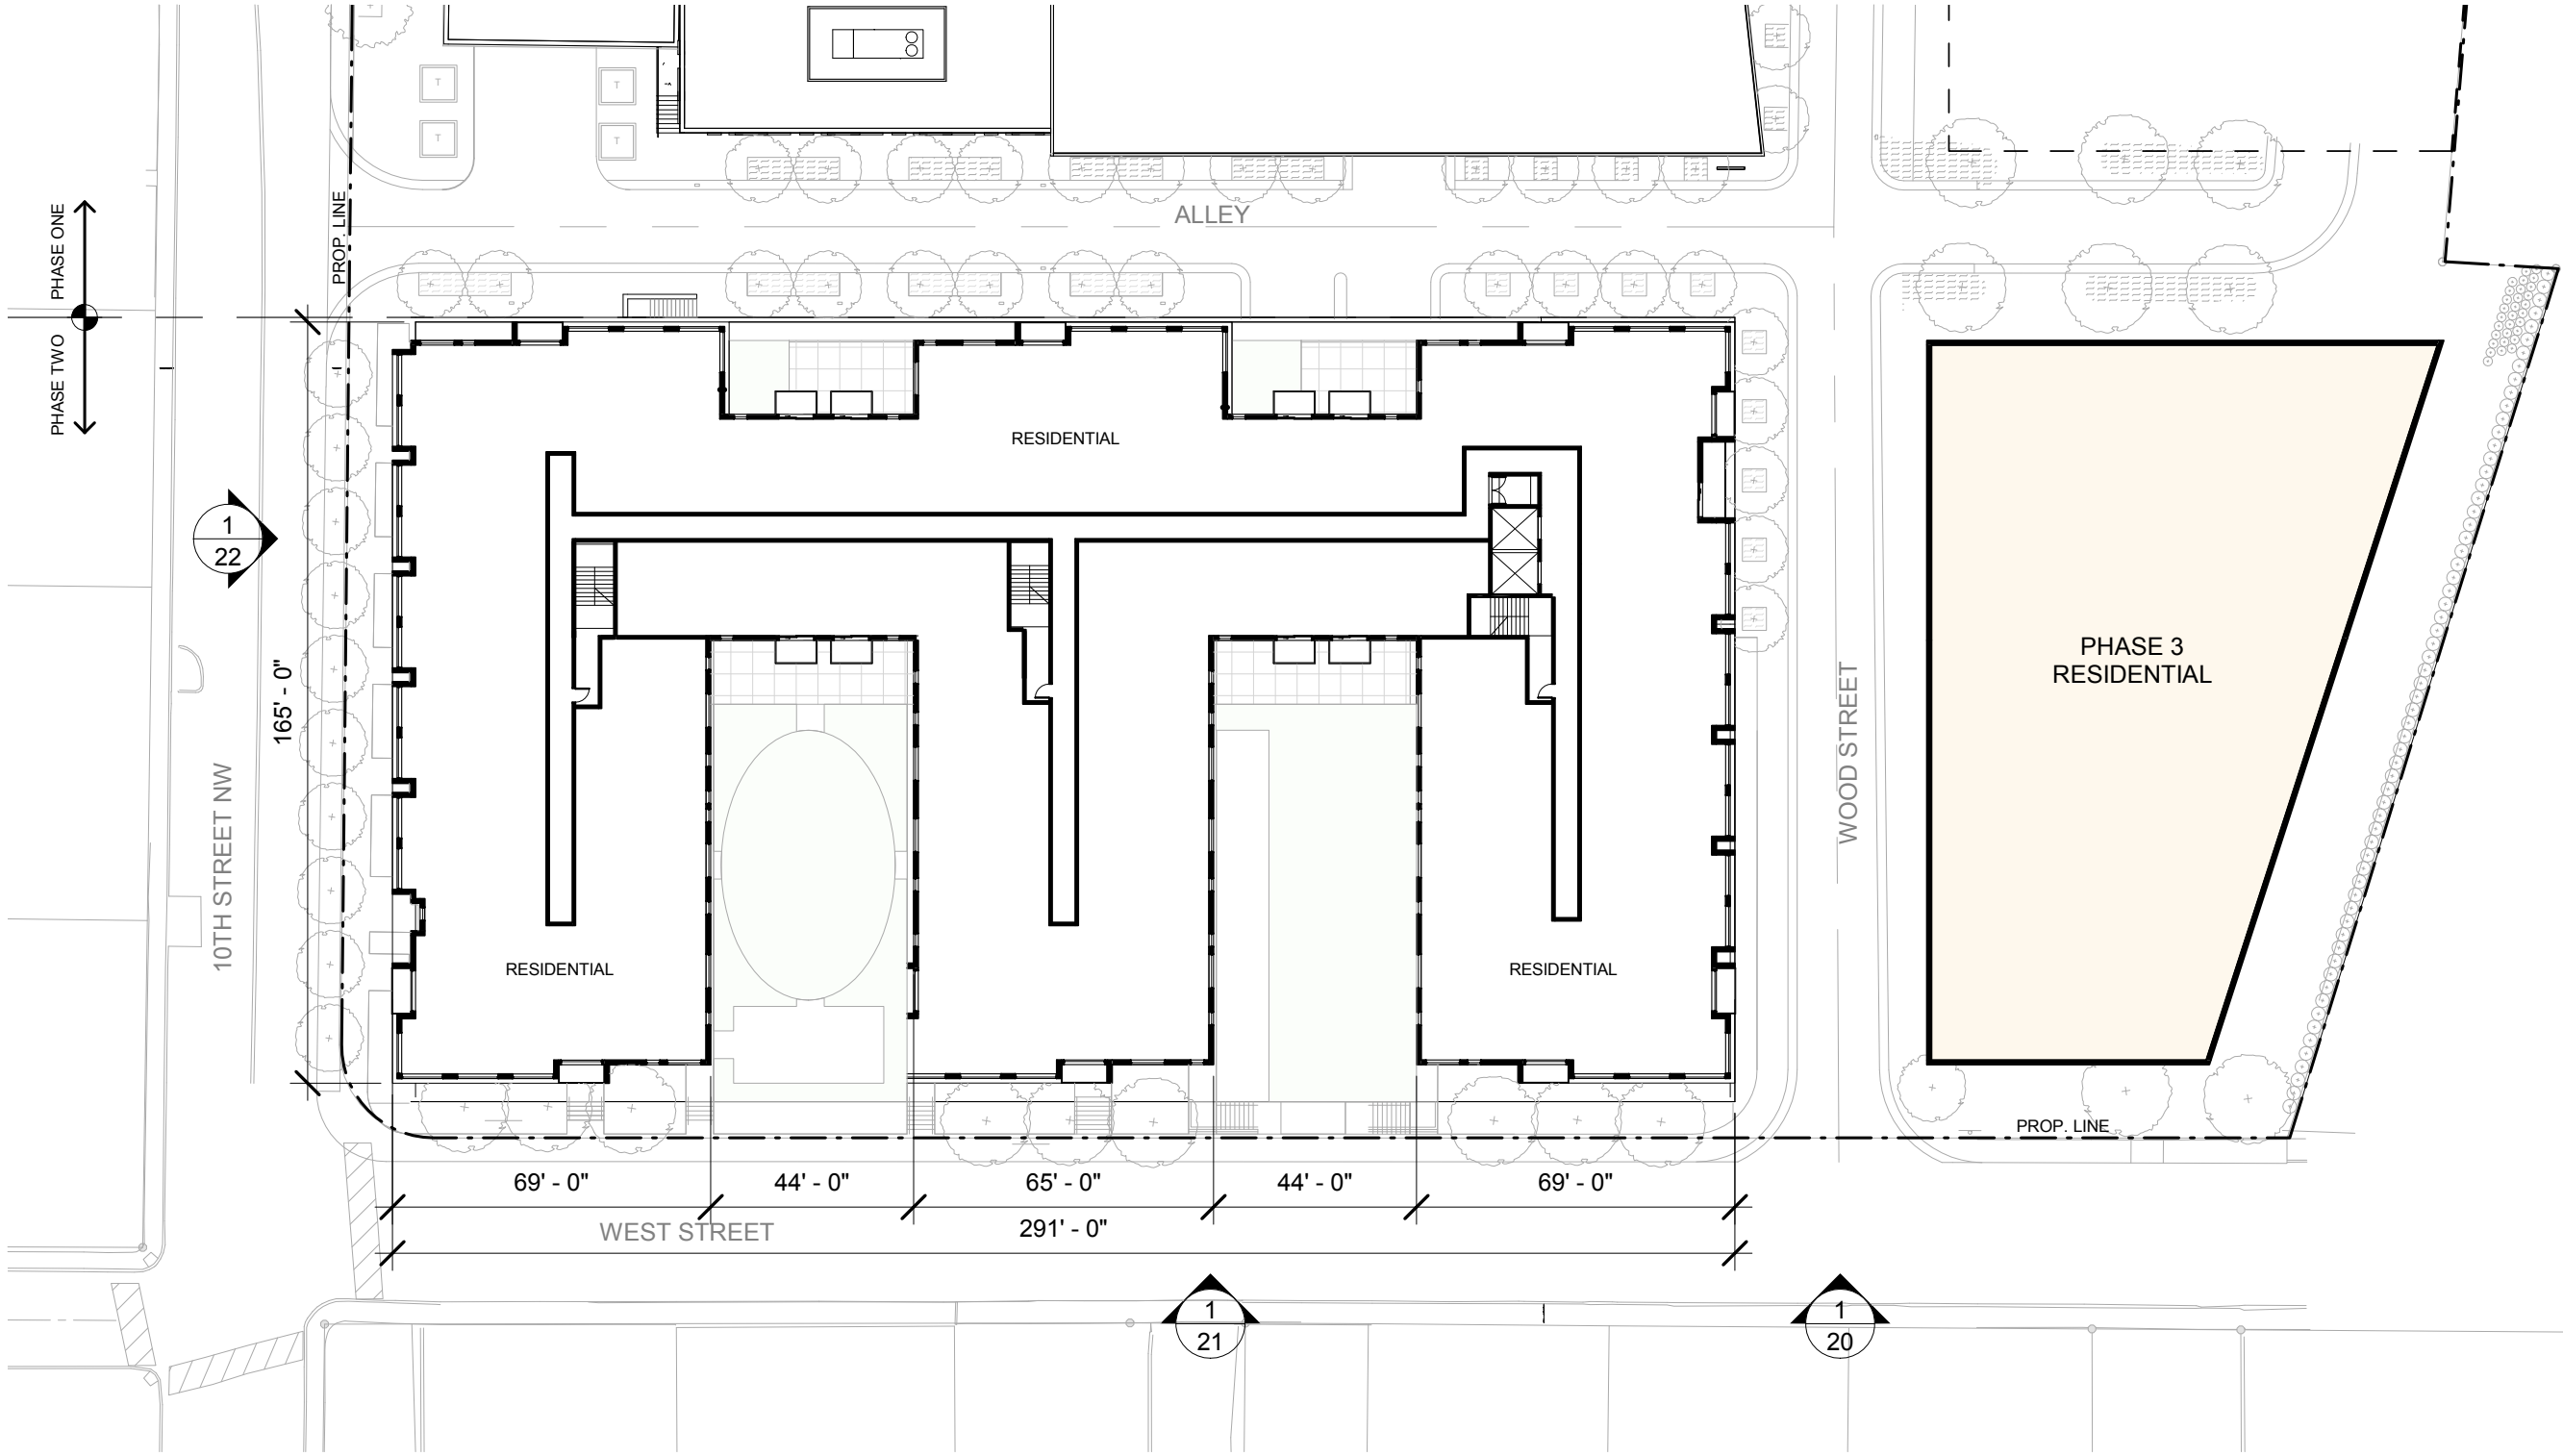 PHASE ONE
PHASE TWO
PROP. LINE
T
T
T
T
ALLEY
RESIDENTIAL
1
22
165' - 0"
10TH STREET NW
RESIDENTIAL
RESIDENTIAL
WOOD STREET
PHASE 3
RESIDENTIAL
PROP. LINE
69' - 0"
44' - 0"
65' - 0"
44' - 0"
69' - 0"
WEST STREET
291' - 0"
1
21
1
20